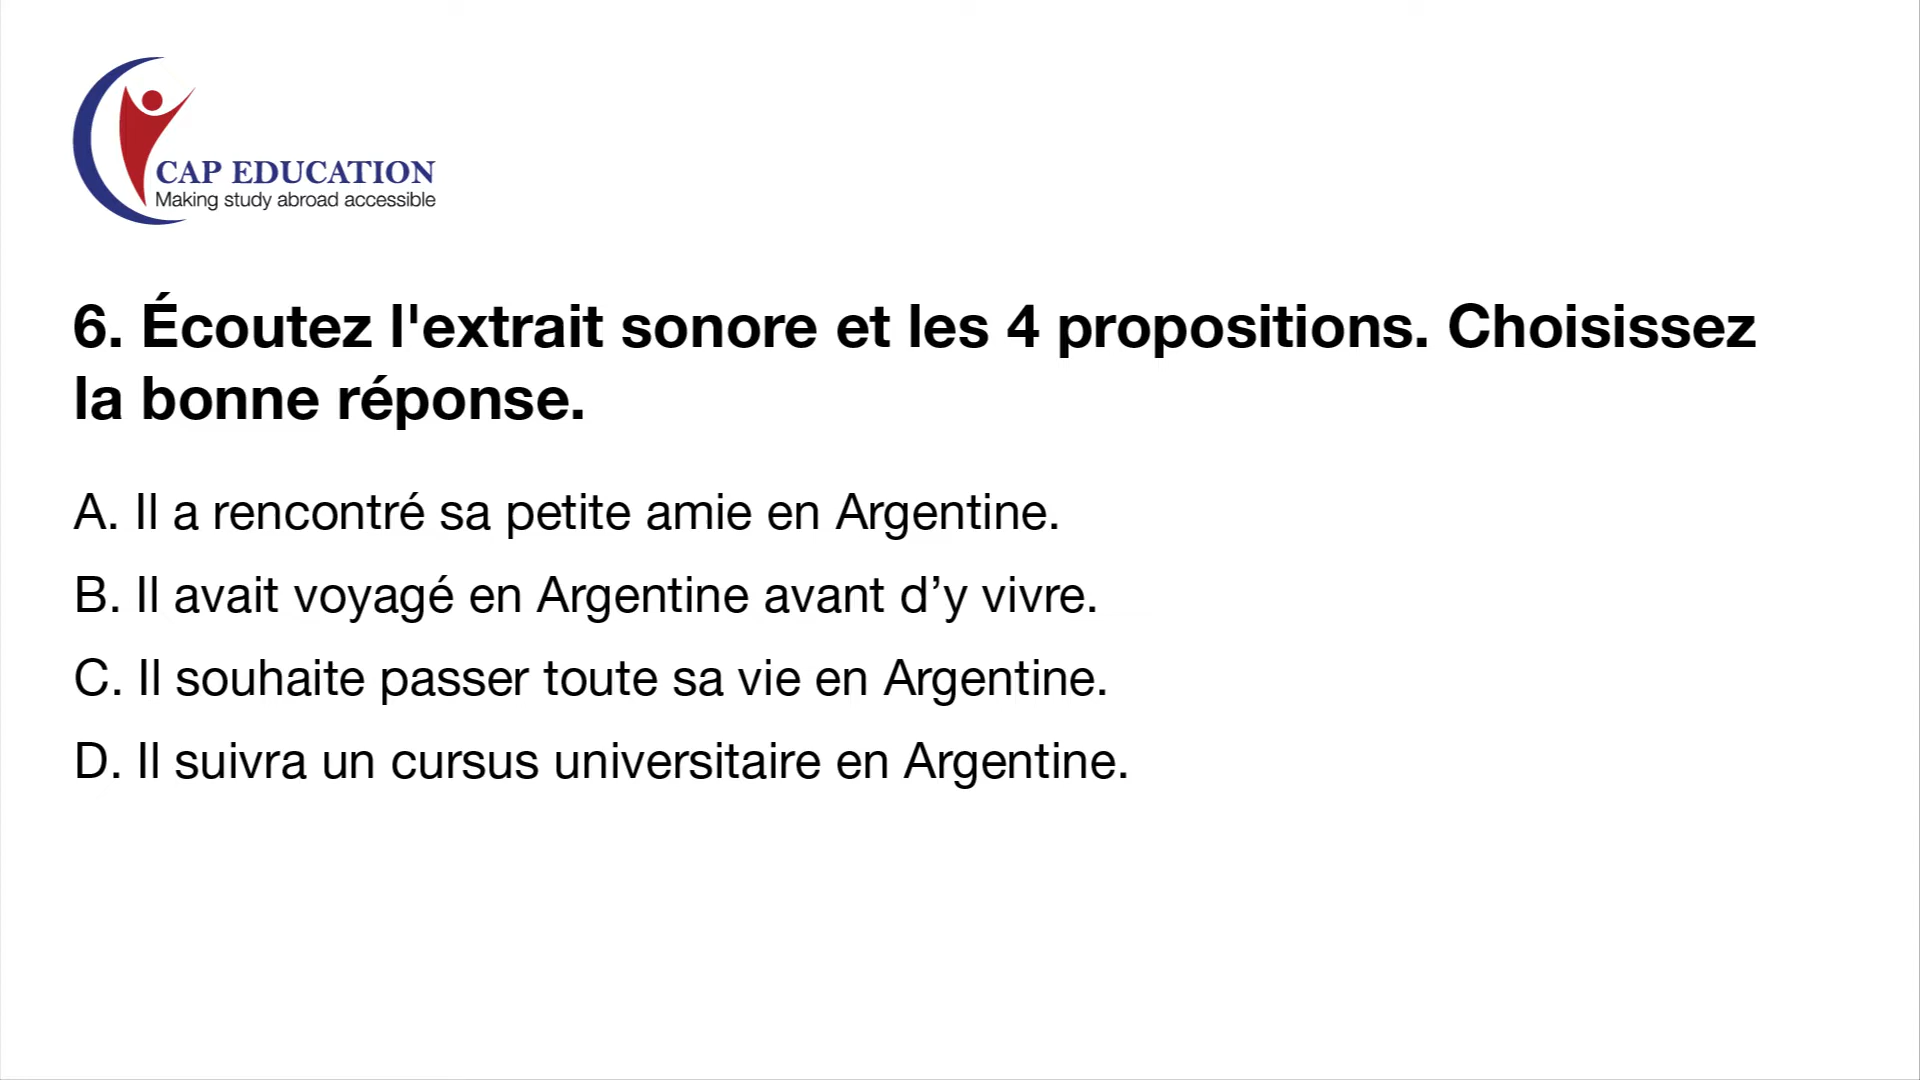 CAP EDUCATION
Making study abroad accessible
6. Écoutez l'extrait sonore et les 4 propositions. Choisissez
la bonne réponse.
A. Il a rencontré sa petite amie en Argentine.
B. Il avait voyagé en Argentine avant d’y vivre.
C. Il souhaite passer toute sa vie en Argentine.
D. Il suivra un cursus universitaire en Argentine.